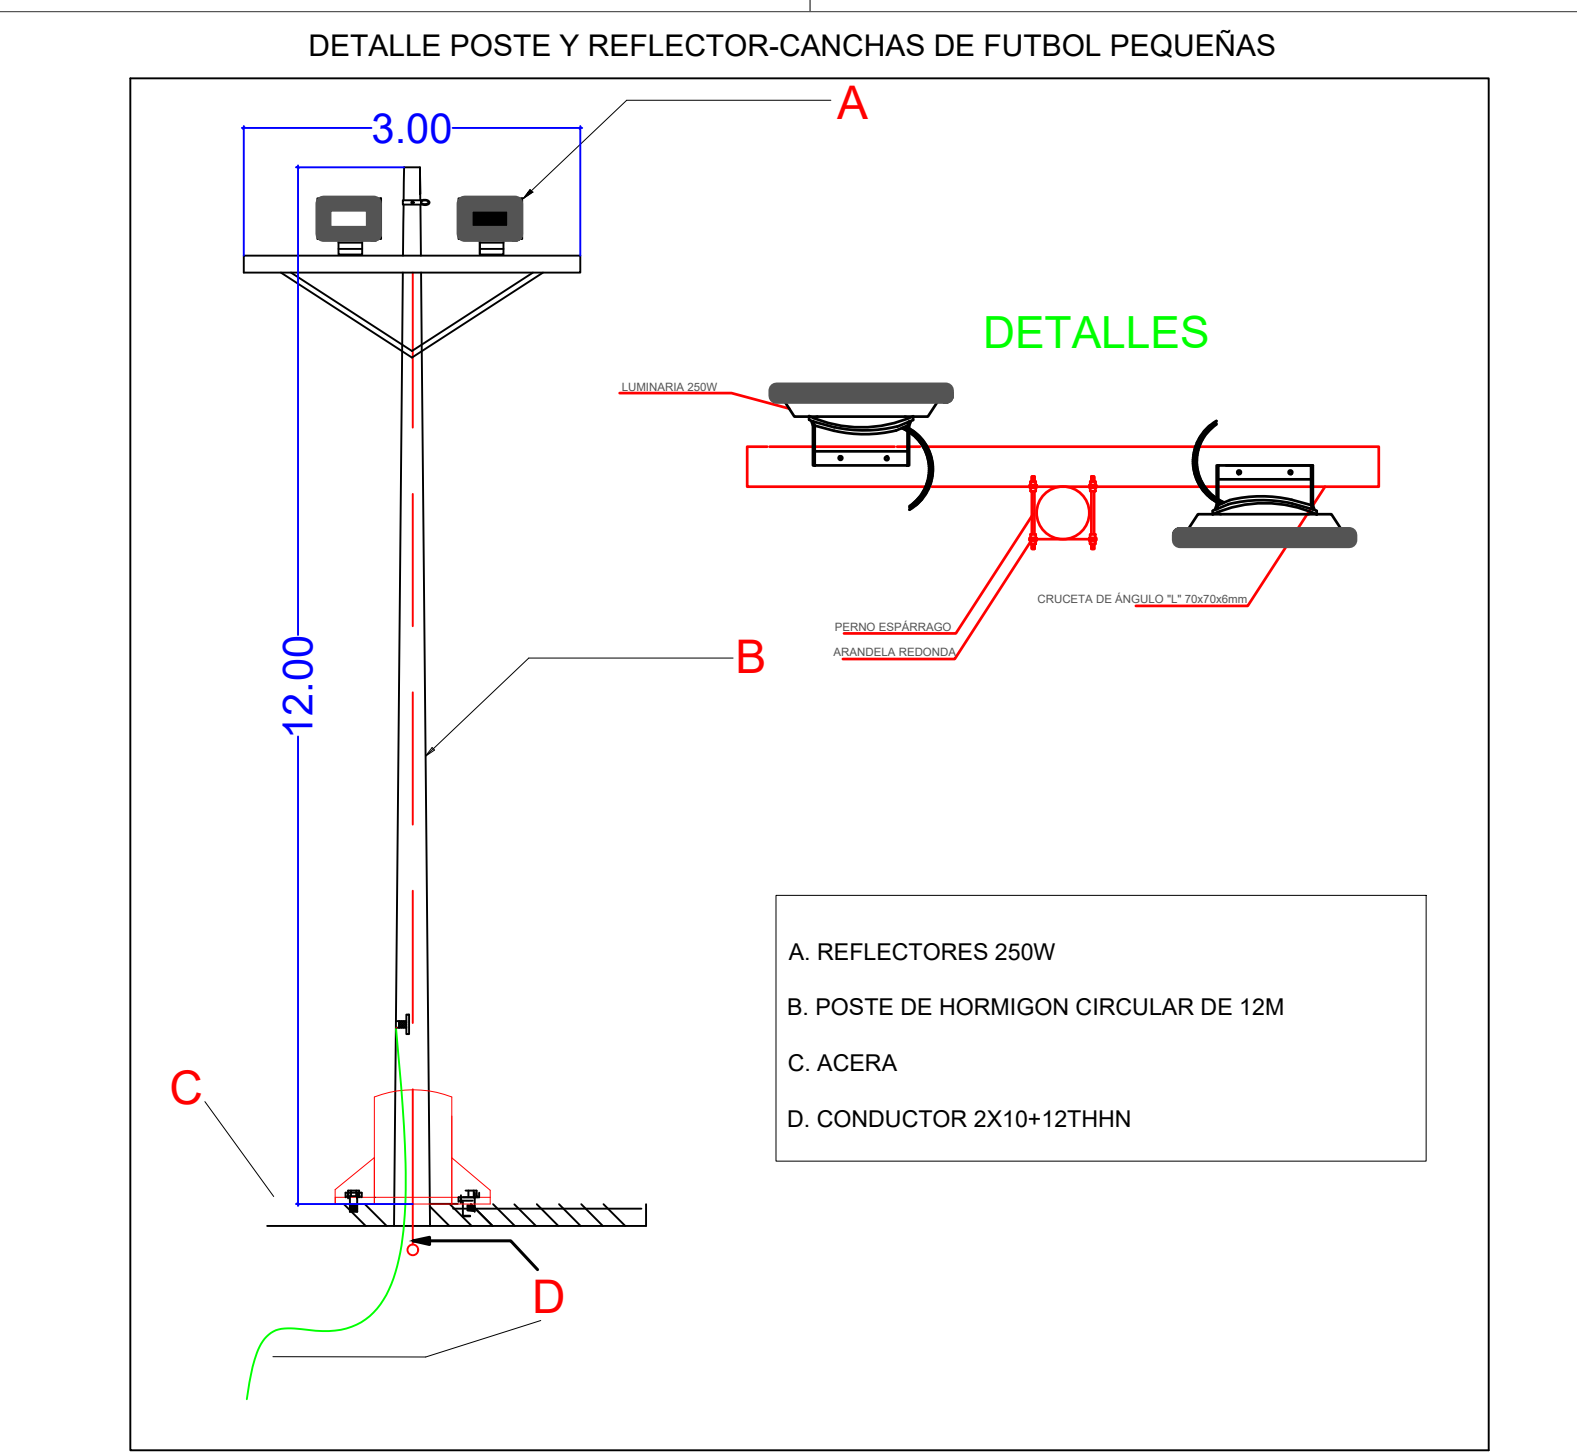 DETALLE POSTE Y REFLECTOR-CANCHAS DE FUTBOL PEQUEÑAS
A
3.00
DETALLES
LUMINARIA 250W
CRUCETA DE ÁNGULO "L" 70x70x6mm
PERNO ESPÁRRAGO
ARANDELA REDONDA
B
12.00
A. REFLECTORES 250W
B. POSTE DE HORMIGON CIRCULAR DE 12M
C. ACERA
D. CONDUCTOR 2X10+12THHN
C
D